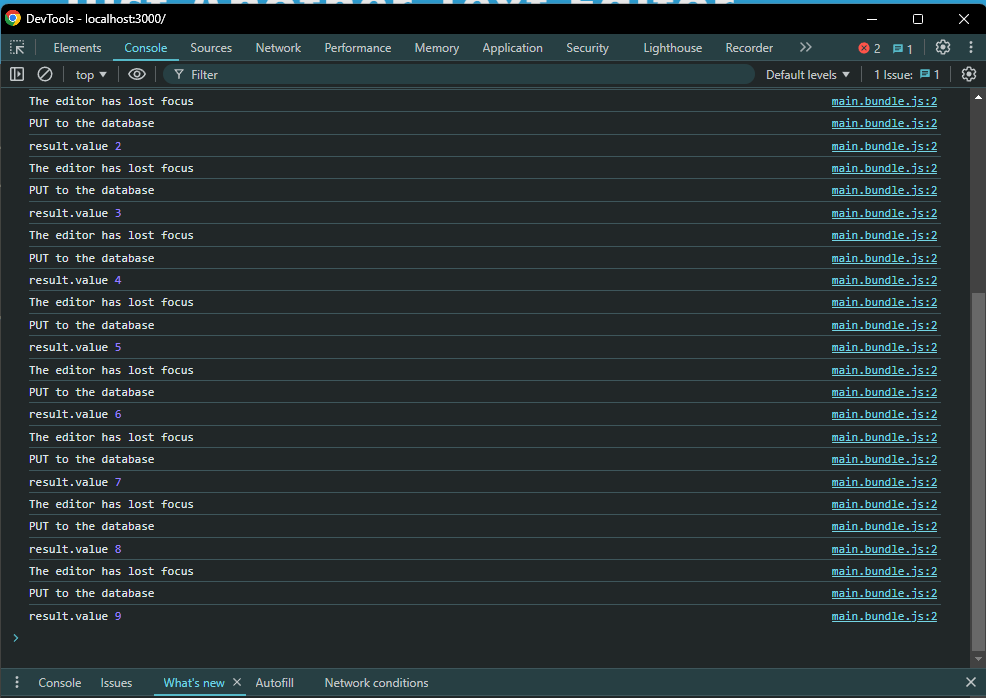 Just Another Text Editor
DevTools - localhost:3000/
Elements Console Sources Network Performance Memory Application Security Lighthouse Recorder 2 1
top Filter Default levels 1 Issue: 1
The editor has lost focus main.bundle.js:2
PUT to the database main.bundle.js:2
result.value 2 main.bundle.js:2
The editor has lost focus main.bundle.js:2
PUT to the database main.bundle.js:2
result.value 3 main.bundle.js:2
The editor has lost focus main.bundle.js:2
PUT to the database main.bundle.js:2
result.value 4 main.bundle.js:2
The editor has lost focus main.bundle.js:2
PUT to the database main.bundle.js:2
result.value 5 main.bundle.js:2
The editor has lost focus main.bundle.js:2
PUT to the database main.bundle.js:2
result.value 6 main.bundle.js:2
The editor has lost focus main.bundle.js:2
PUT to the database main.bundle.js:2
result.value 7 main.bundle.js:2
The editor has lost focus main.bundle.js:2
PUT to the database main.bundle.js:2
result.value 8 main.bundle.js:2
The editor has lost focus main.bundle.js:2
PUT to the database main.bundle.js:2
result.value 9 main.bundle.js:2
Console Issues What's new Autofill Network conditions